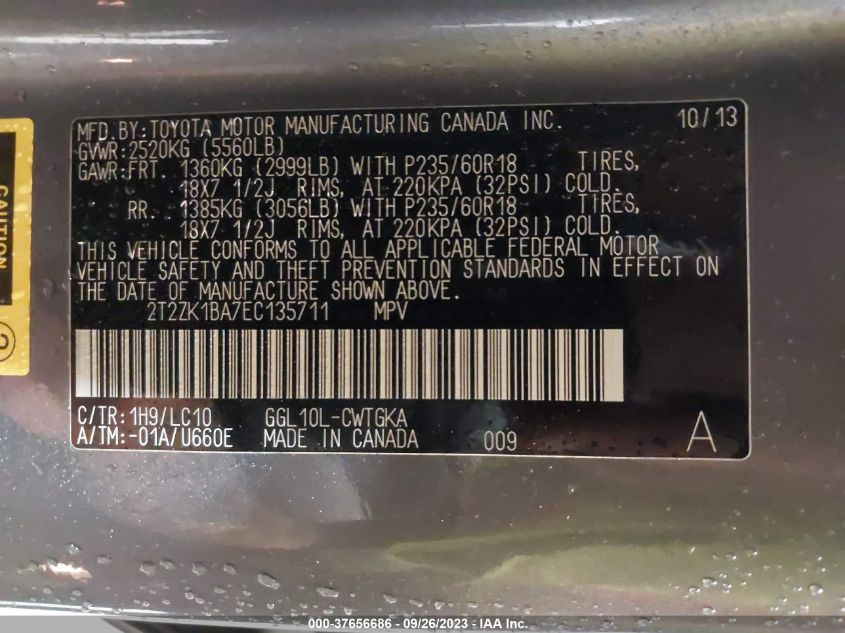 MFD.BY:TOYOTA MOTOR MANUFACTURING CANADA INC. 10/13
GVWR:2520KG (5560LB)
GAWR:FRT. 1360KG (2999LB) WITH P235/60R18 TIRES,
18X7 1/2J RIMS, AT 220KPA (32PSI) COLD.
RR. 1385KG (3056LB) WITH P235/60R18 TIRES,
18X7 1/2J RIMS, AT 220KPA (32PSI) COLD.
THIS VEHICLE CONFORMS TO ALL APPLICABLE FEDERAL MOTOR
VEHICLE SAFETY AND THEFT PREVENTION STANDARDS IN EFFECT ON
THE DATE OF MANUFACTURE SHOWN ABOVE.
2T2ZK1BA7EC135711 MPV
C/TR:1H9/LC10 GGL10L-CWTGKA
A/TM:-01A/U660E MADE IN CANADA 009 A
CAUTION
000-37656686 - 09/26/2023 - IAA Inc.